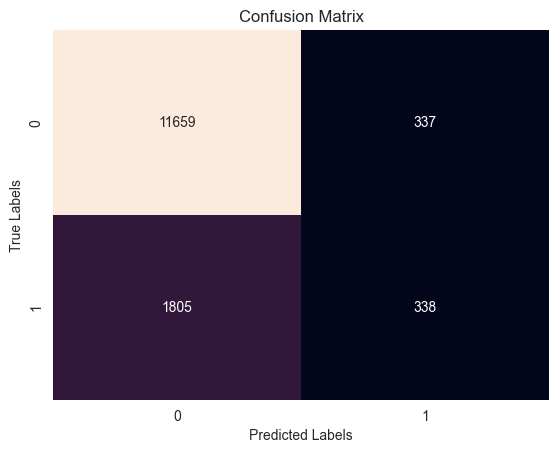 Confusion Matrix
True Labels
0
11659
337
1
1805
338
0
1
Predicted Labels